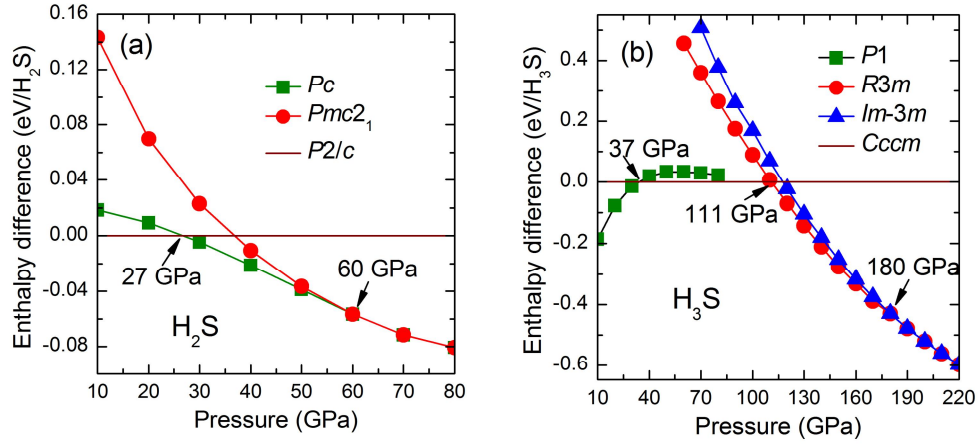 (a)
Enthalpy difference (eV/H₂S)
0.16
0.12
0.08
0.04
0.00
-0.04
-0.08
Pc
Pmc2₁
P2/c
27 GPa
60 GPa
H₂S
10 20 30 40 50 60 70 80
Pressure (GPa)
(b)
Enthalpy difference (eV/H₃S)
0.4
0.2
0.0
-0.2
-0.4
-0.6
P1
R3m
Im-3m
Cccm
37 GPa
111 GPa
180 GPa
H₃S
10 40 70 100 130 160 190 220
Pressure (GPa)